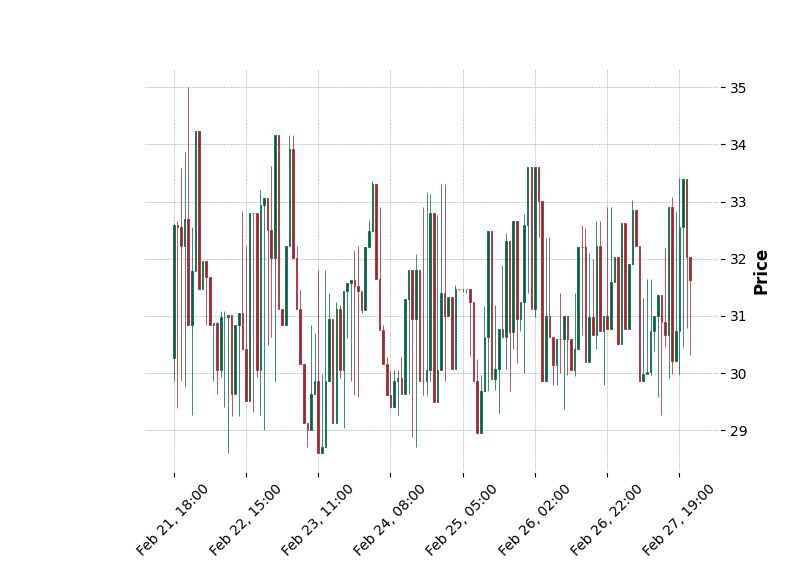 35
34
33
32
31
30
29
Price
Feb 21, 18:00
Feb 22, 15:00
Feb 23, 11:00
Feb 24, 08:00
Feb 25, 05:00
Feb 26, 02:00
Feb 26, 22:00
Feb 27, 19:00